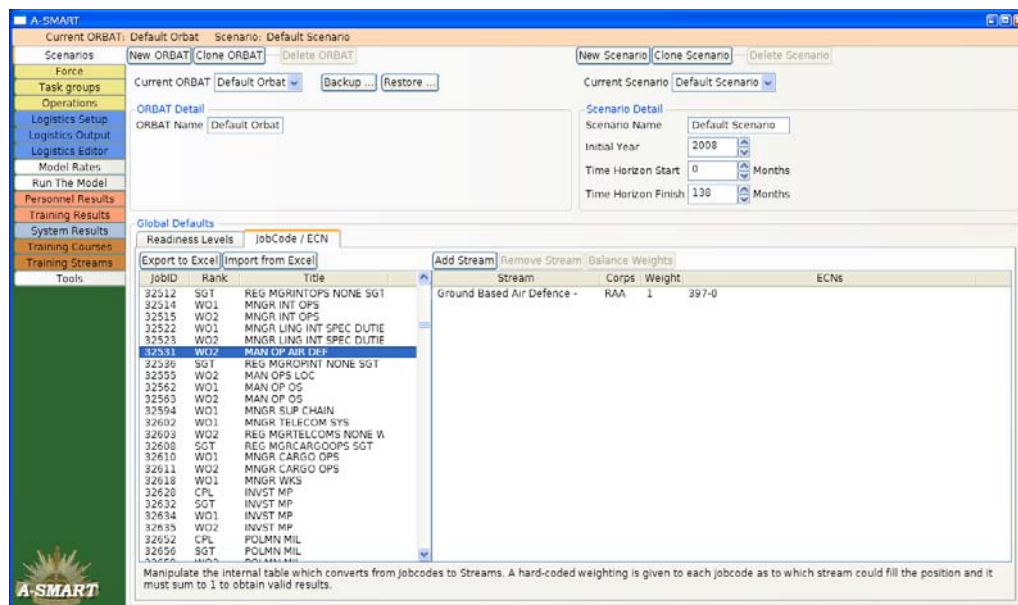 A-SMART
Current ORBAT: Default Orbat Scenario: Default Scenario
Scenarios
Force
Task groups
Operations
Logistics Setup
Logistics Output
Logistics Editor
Model Rates
Run The Model
Personnel Results
Training Results
System Results
Training Courses
Training Streams
Tools
New ORBAT Clone ORBAT Delete ORBAT
Current ORBAT Default Orbat Backup ... Restore ...
ORBAT Detail
ORBAT Name Default Orbat
New Scenario Clone Scenario Delete Scenario
Current Scenario Default Scenario
Scenario Detail
Scenario Name Default Scenario
Initial Year 2008
Time Horizon Start 0 Months
Time Horizon Finish 138 Months
Global Defaults
Readiness Levels JobCode / ECN
Export to Excel Import from Excel
JobID Rank Title
32512 SGT REG MGRINTOPS NONE SGT
32514 WO1 MNGR INT OPS
32515 WO2 MNGR INT OPS
32522 WO1 MNGR LING INT SPEC DUTIE
32523 WO2 MNGR LING INT SPEC DUTIE
32531 WO2 MAN OP AIR DEF
32536 SGT REG MGROPINT NONE SGT
32555 WO2 MAN OPS LOC
32562 WO1 MAN OP OS
32563 WO2 MAN OP OS
32594 WO1 MNGR SUP CHAIN
32602 WO1 MNGR TELECOM SYS
32603 WO2 REG MGRTELCOMS NONE
32608 SGT REG MGRCARGOOPS SGT
32610 WO1 MNGR CARGO OPS
32611 WO2 MNGR CARGO OPS
32618 WO1 MNGR WKS
32628 CPL INVST MP
32632 SGT INVST MP
32634 WO1 INVST MP
32635 WO2 INVST MP
32652 CPL POLMN MIL
32656 SGT POLMN MIL
Add Stream Remove Stream Balance Weights
Stream Corps Weight ECNs
Ground Based Air Defence - RAA 1 397-0
Manipulate the internal table which converts from Jobcodes to Streams. A hard-coded weighting is given to each jobcode as to which stream could fill the position and it
must sum to 1 to obtain valid results.
A-SMART